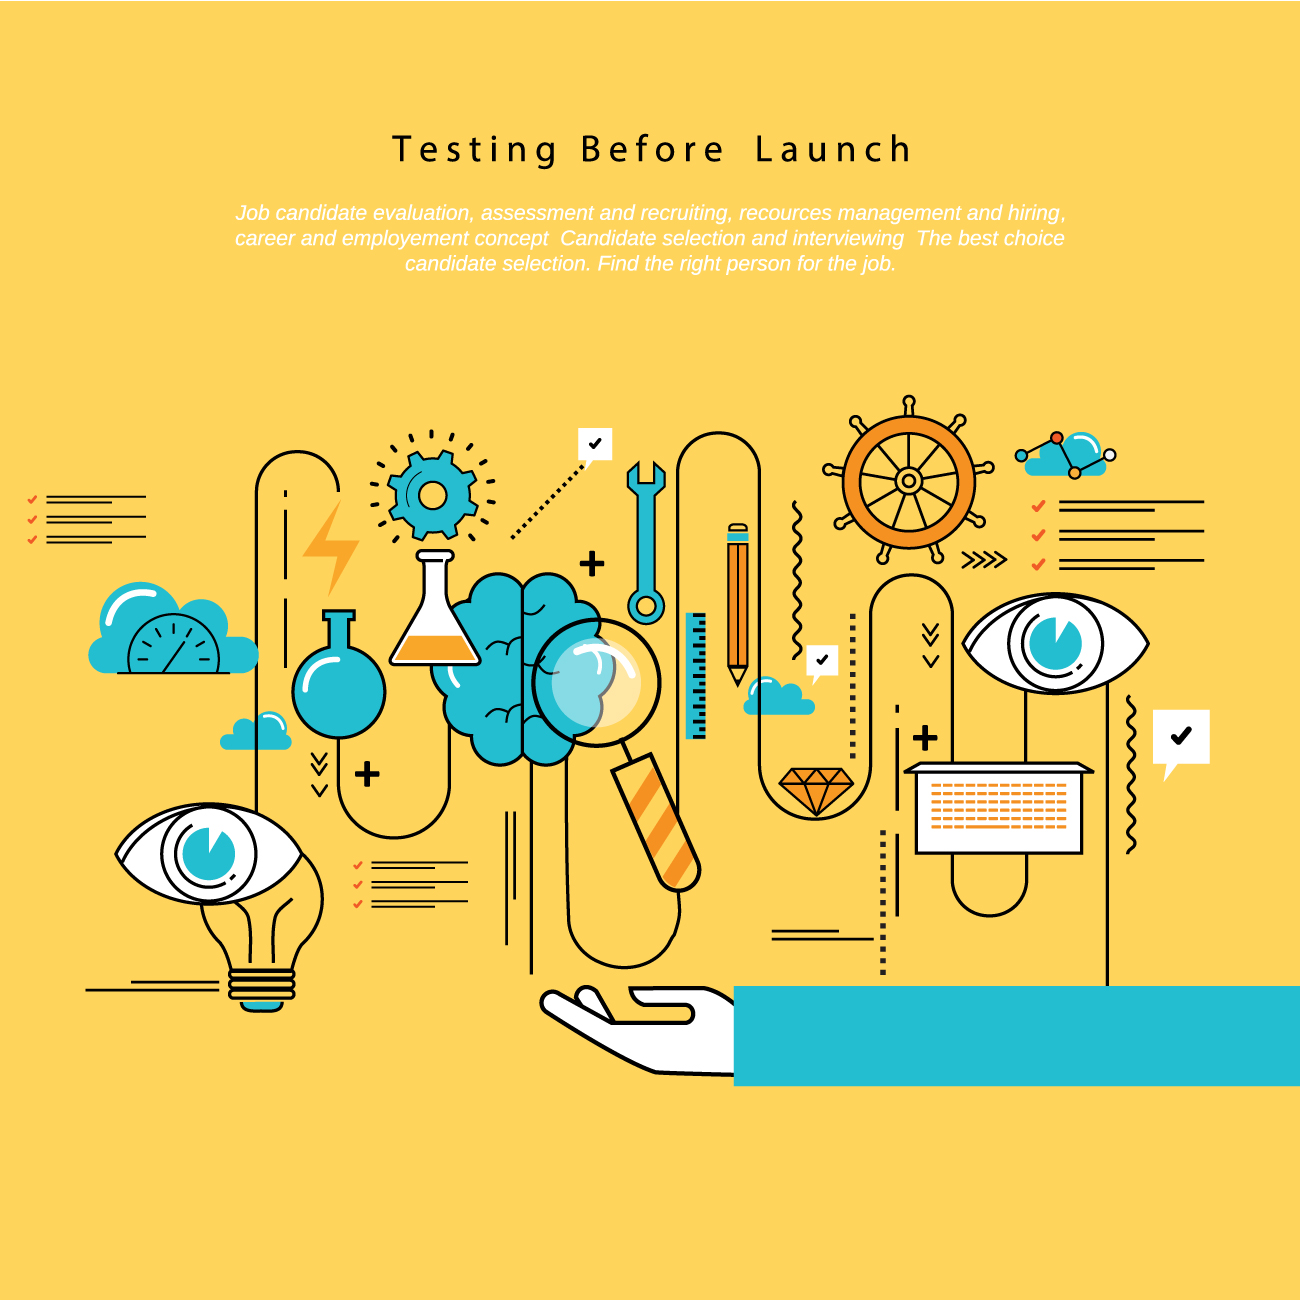 Testing Before Launch
Job candidate evaluation, assessment and recruiting, recources management and hiring,
career and employement concept  Candidate selection and interviewing  The best choice
candidate selection. Find the right person for the job.